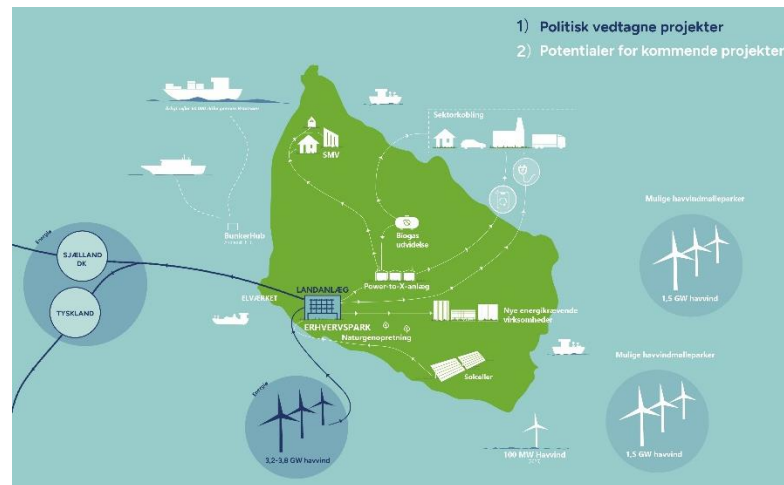 1) Politisk vedtagne projekter
2) Potentialer for kommende projekter
Sektorkobling
SMV
BunkerHub
Biogas
udvidelse
Mulige havvindmølleparker
1,5 GW havvind
Energi
SJÆLLAND
DK
TYSKLAND
Power-to-X-anlæg
LANDANLÆG
ELVÆRKET
ERHVERVSPARK
Naturgenopretning
Nye energikrævende
virksomheder
Solceller
Mulige havvindmølleparker
1,5 GW havvind
Energi
3,2-3,8 GW havvind
100 MW Havvind